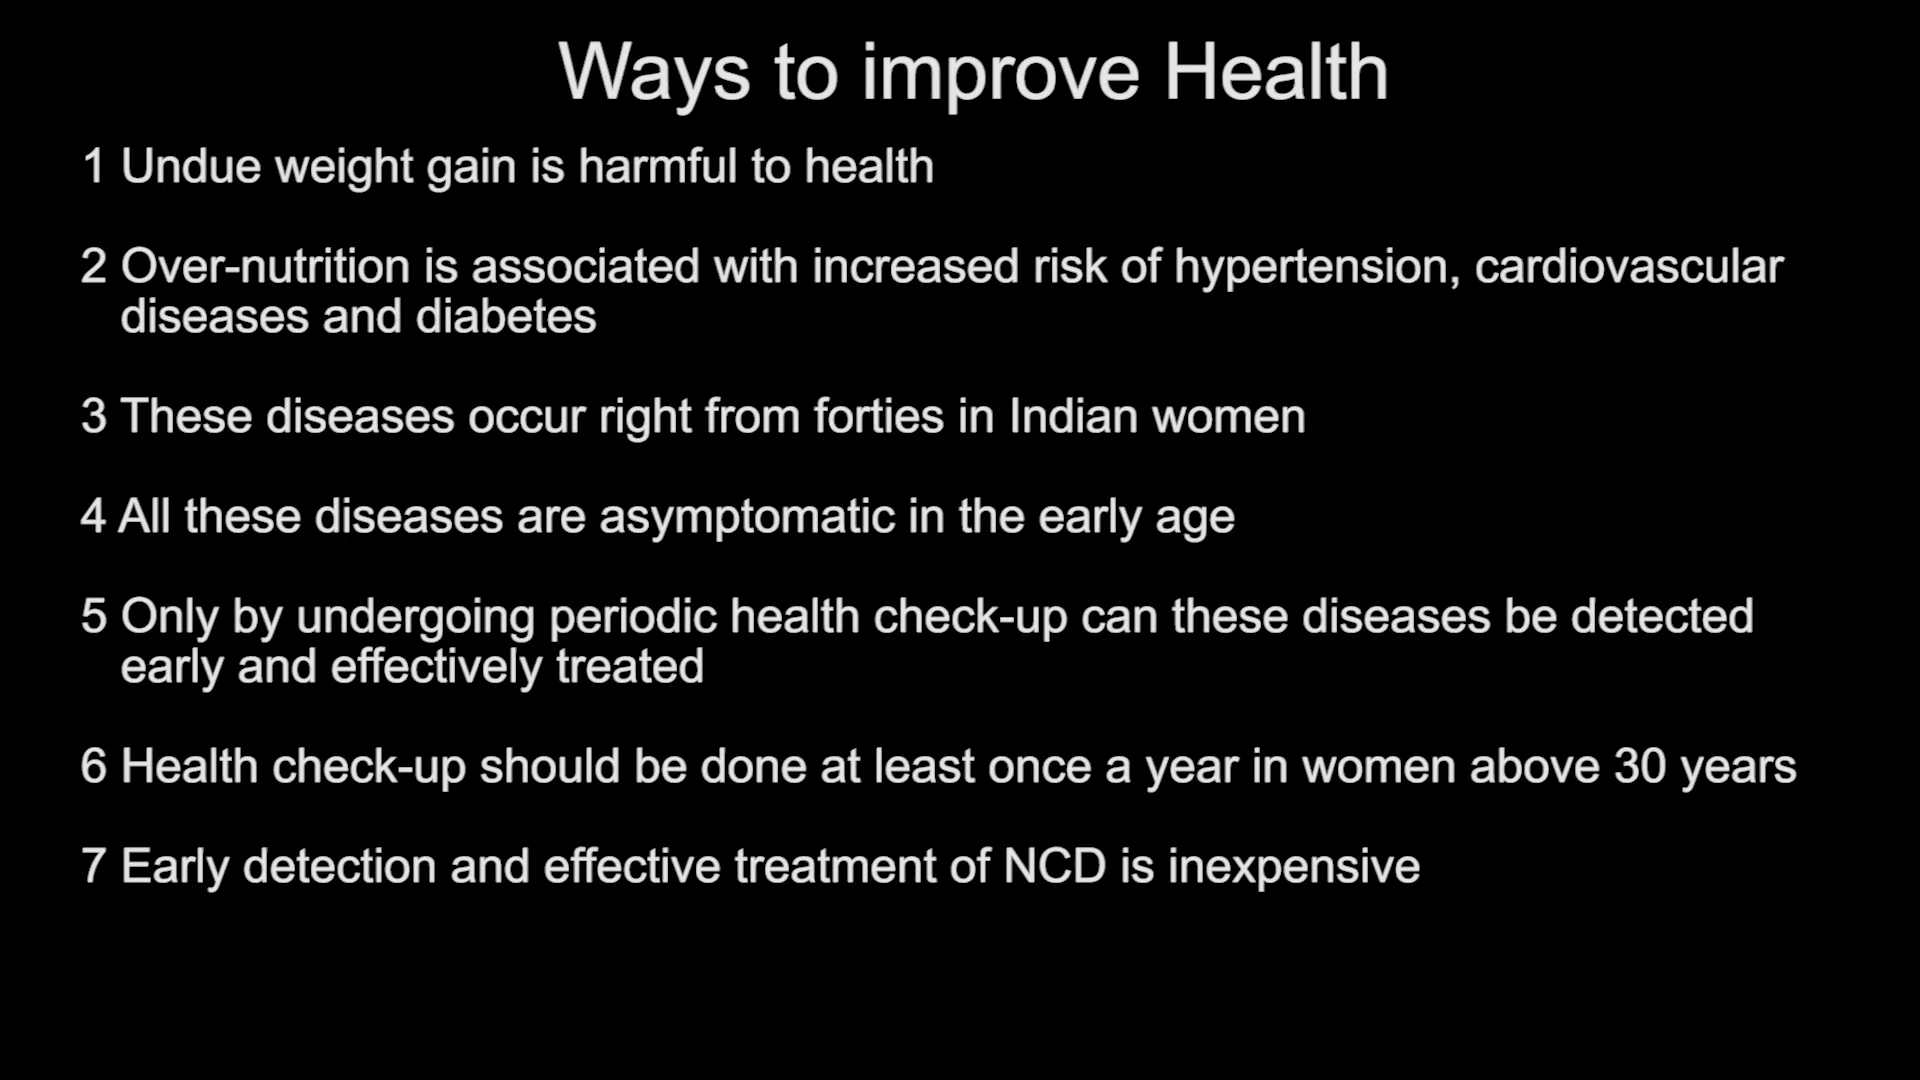 Ways to improve Health
1 Undue weight gain is harmful to health
2 Over-nutrition is associated with increased risk of hypertension, cardiovascular
diseases and diabetes
3 These diseases occur right from forties in Indian women
4 All these diseases are asymptomatic in the early age
5 Only by undergoing periodic health check-up can these diseases be detected
early and effectively treated
6 Health check-up should be done at least once a year in women above 30 years
7 Early detection and effective treatment of NCD is inexpensive